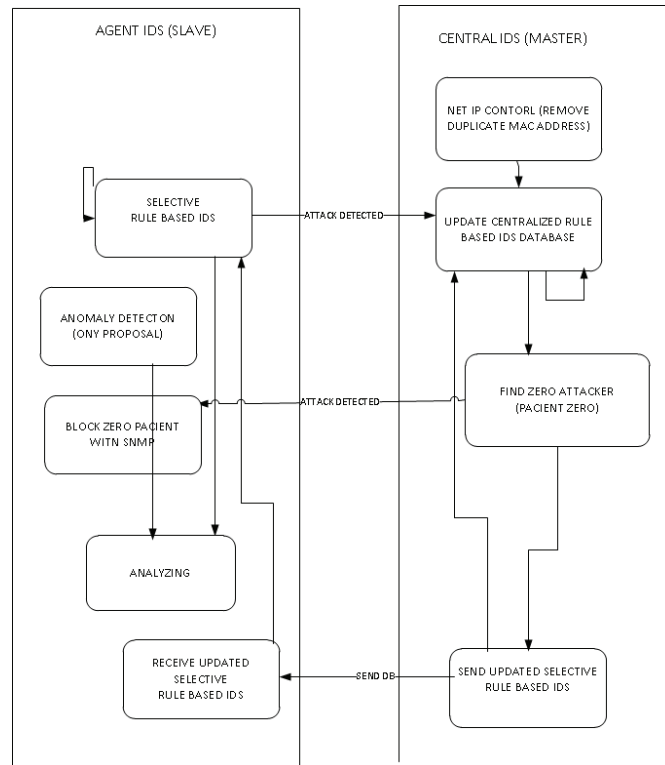 AGENT IDS (SLAVE)
CENTRAL IDS (MASTER)
NET IP CONTORL (REMOVE
DUPLICATE MAC ADDRESS)
SELECTIVE
RULE BASED IDS
ATTACK DETECTED
UPDATE CENTRALIZED RULE
BASED IDS DATABASE
ANOMALY DETECTON
(ONY PROPOSAL)
FIND ZERO ATTACKER
(PACIENT ZERO)
ATTACK DETECTED
BLOCK ZERO PACIENT
WITN SNMP
ANALYZING
RECEIVE UPDATED
SELECTIVE
RULE BASED IDS
SEND DB
SEND UPDATED SELECTIVE
RULE BASED IDS